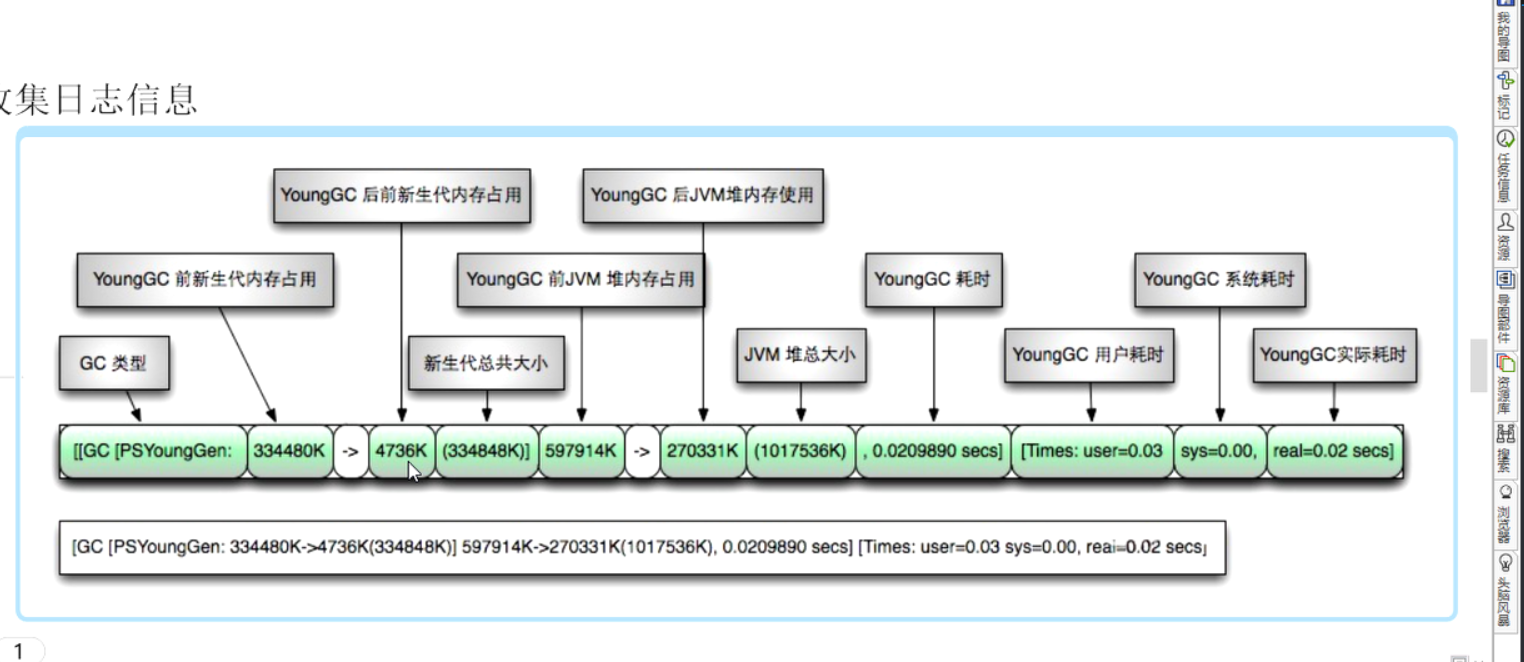 集日志信息
YoungGC 后前新生代内存占用
YoungGC 后JVM堆内存使用
YoungGC 前新生代内存占用
YoungGC 前JVM 堆内存占用
YoungGC 耗时
YoungGC 系统耗时
GC 类型
新生代总共大小
JVM 堆总大小
YoungGC 用户耗时
YoungGC实际耗时
[[GC [PSYoungGen: 334480K -> 4736K (334848K)] 597914K -> 270331K (1017536K) , 0.0209890 secs] [Times: user=0.03 sys=0.00, real=0.02 secs]
[GC [PSYoungGen: 334480K->4736K(334848K)] 597914K->270331K(1017536K), 0.0209890 secs] [Times: user=0.03 sys=0.00, real=0.02 secs]
1
我的导图
标记
任务信息
资源
导图部件
资源库
搜索
浏览器
头脑风暴